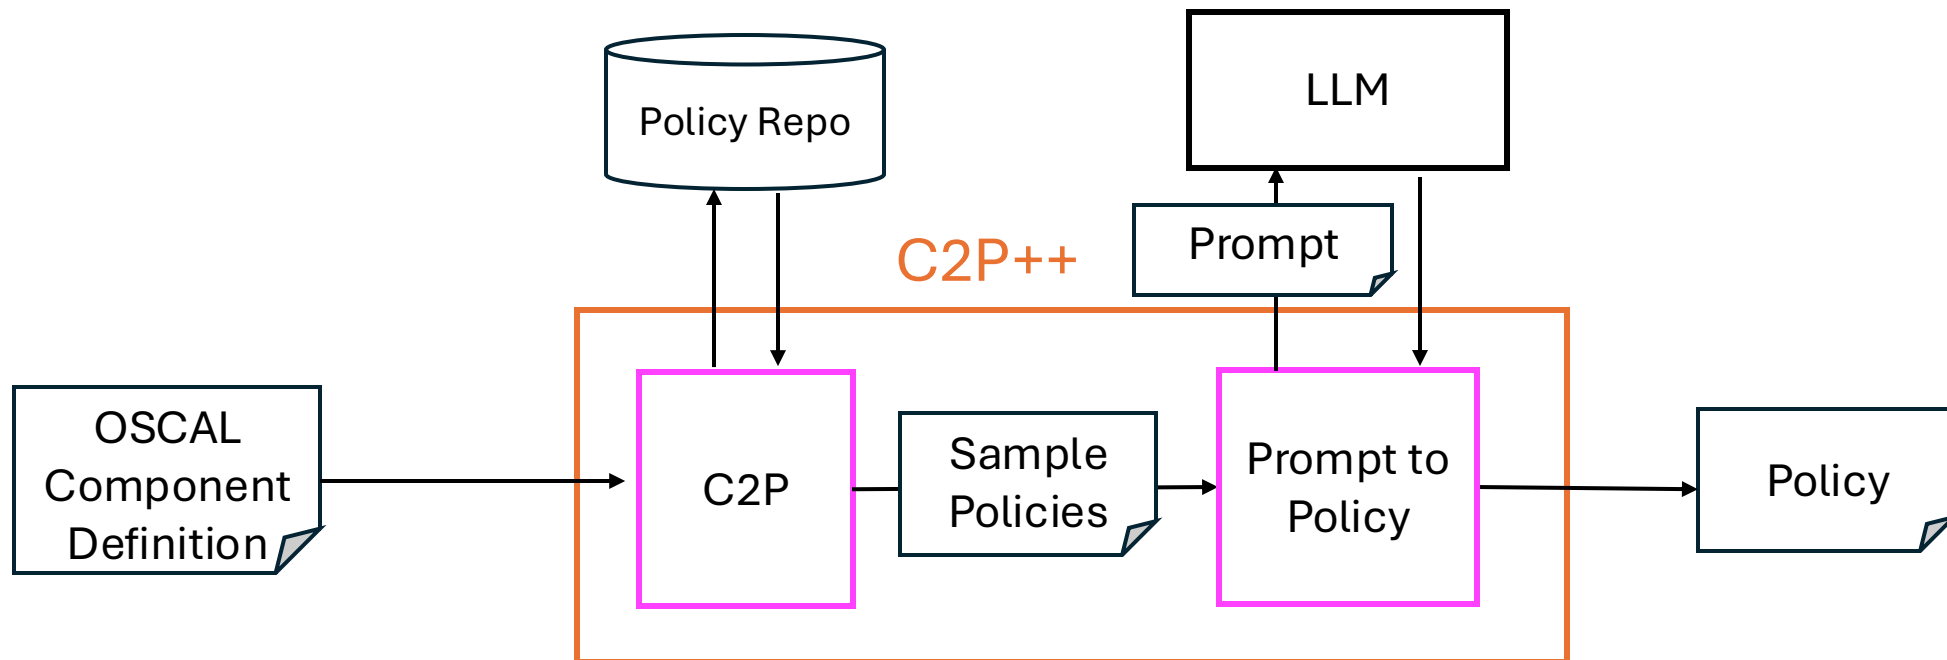 Policy Repo
LLM
Prompt
C2P++
OSCAL
Component
Definition
C2P
Sample
Policies
Prompt to
Policy
Policy